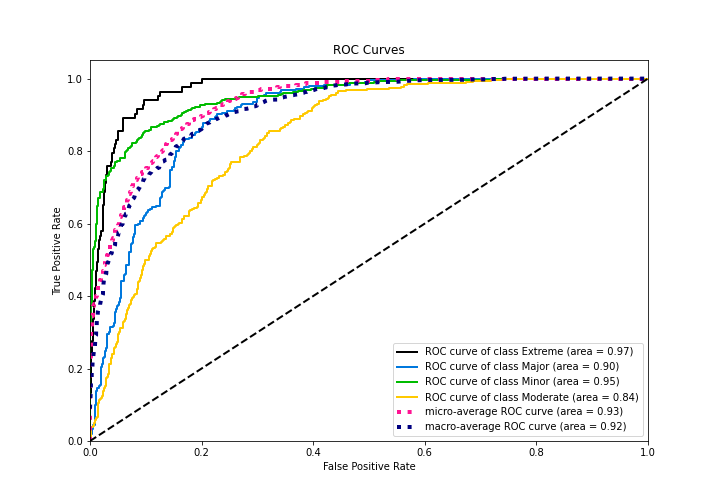 ROC Curves
True Positive Rate
1.0
0.8
0.6
0.4
0.2
0.0
0.0 0.2 0.4 0.6 0.8 1.0
False Positive Rate
ROC curve of class Extreme (area = 0.97)
ROC curve of class Major (area = 0.90)
ROC curve of class Minor (area = 0.95)
ROC curve of class Moderate (area = 0.84)
micro-average ROC curve (area = 0.93)
macro-average ROC curve (area = 0.92)